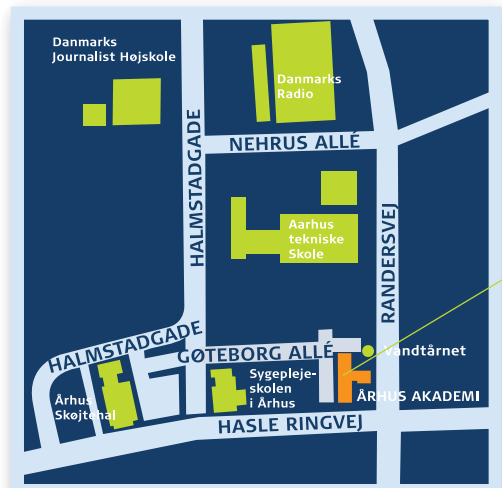 Danmarks
Journalist Højskole
Danmarks
Radio
HALMSTADGADE
NEHRUS ALLÉ
Aarhus
tekniske
Skole
RANDERSVEJ
HALMSTADGADE
GØTEBORG ALLÉ
Vandtårnet
Århus
Skøjtehal
Sygepleje-
skolen
i Århus
ÅRHUS AKADEMI
HASLE RINGVEJ